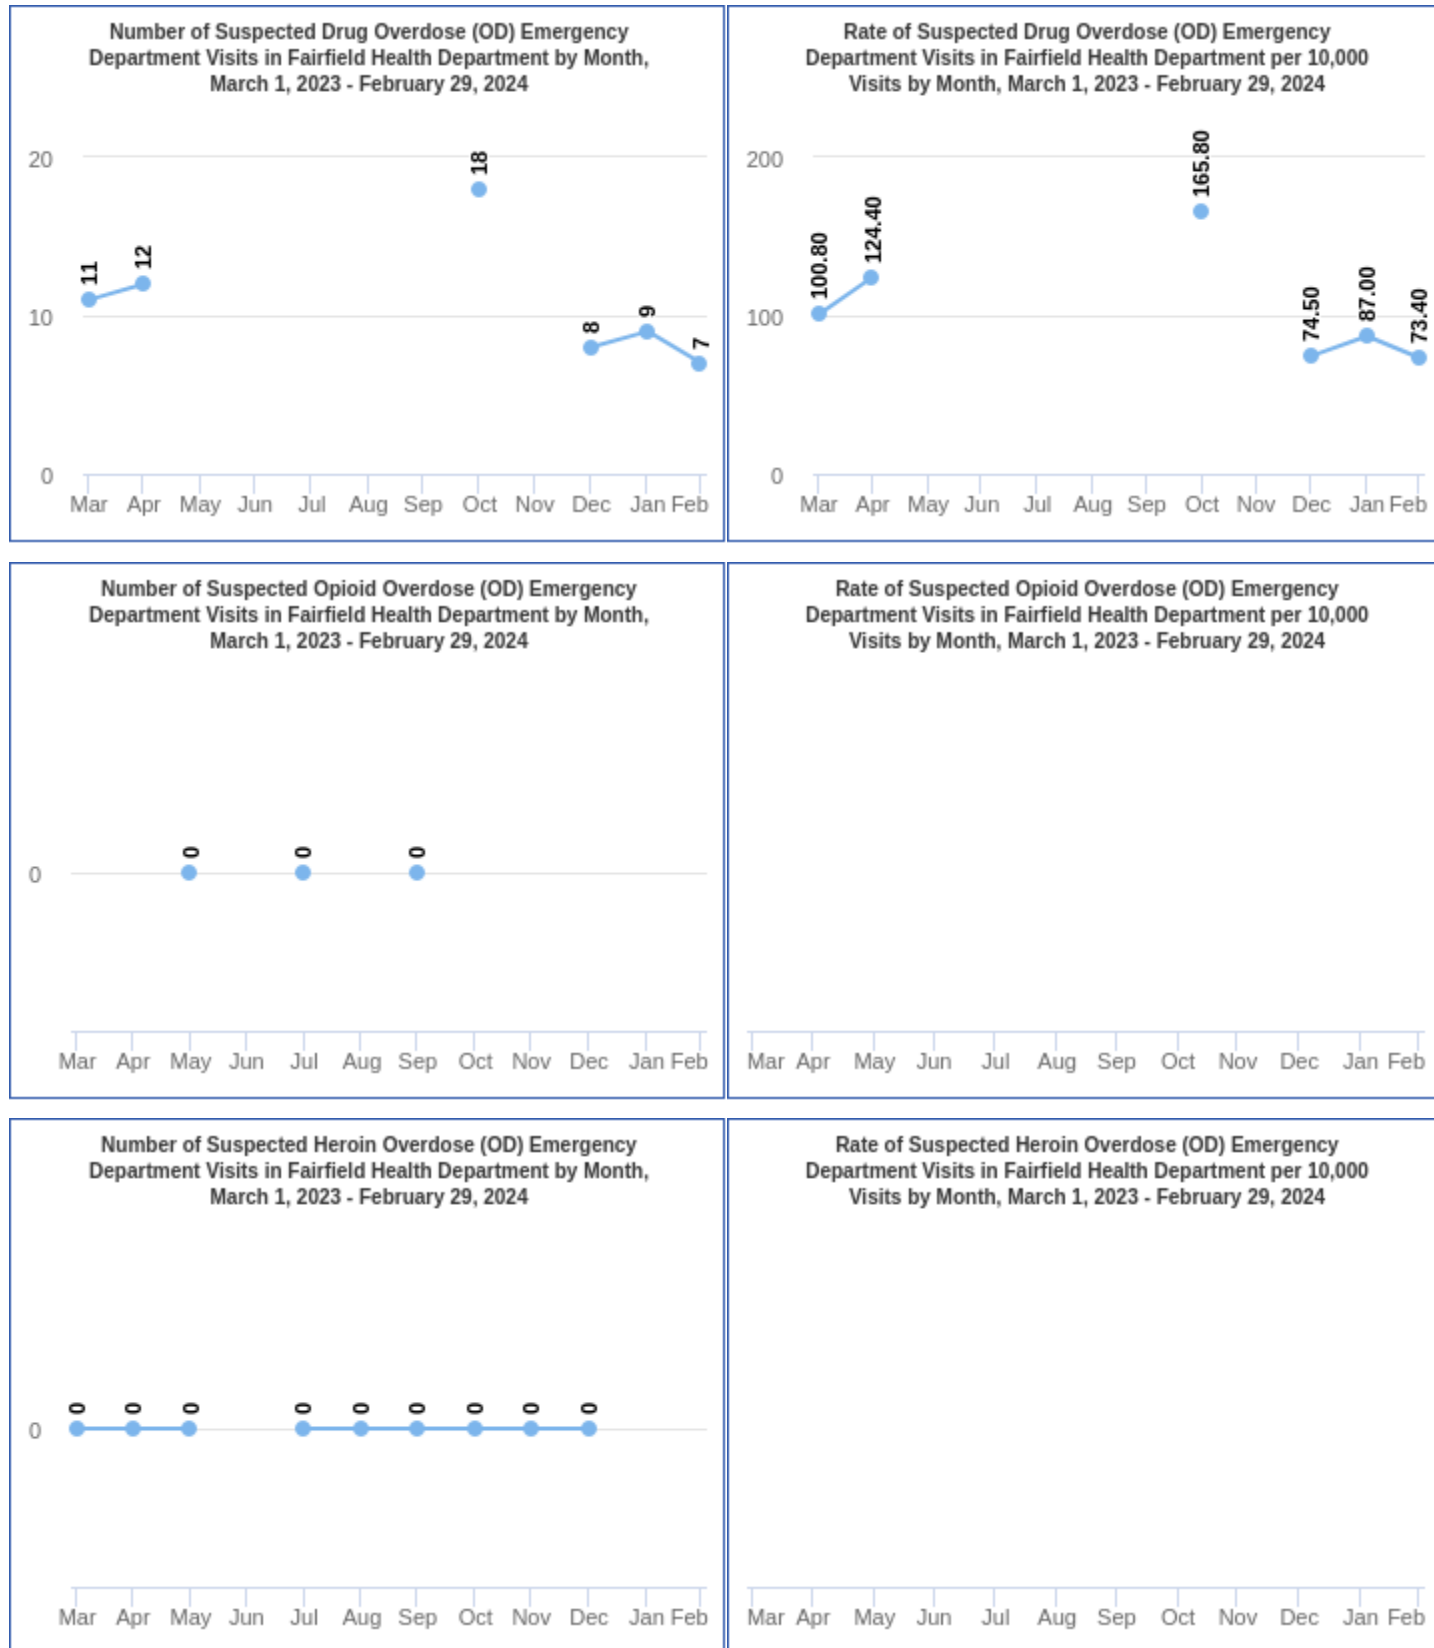 Number of Suspected Drug Overdose (OD) Emergency
Department Visits in Fairfield Health Department by Month,
March 1, 2023 - February 29, 2024
20
10
0
11
12
18
8
9
7
Mar Apr May Jun Jul Aug Sep Oct Nov Dec Jan Feb
Rate of Suspected Drug Overdose (OD) Emergency
Department Visits in Fairfield Health Department per 10,000
Visits by Month, March 1, 2023 - February 29, 2024
200
100
0
100.80
124.40
165.80
74.50
87.00
73.40
Mar Apr May Jun Jul Aug Sep Oct Nov Dec Jan Feb
Number of Suspected Opioid Overdose (OD) Emergency
Department Visits in Fairfield Health Department by Month,
March 1, 2023 - February 29, 2024
0
0
0
0
Mar Apr May Jun Jul Aug Sep Oct Nov Dec Jan Feb
Rate of Suspected Opioid Overdose (OD) Emergency
Department Visits in Fairfield Health Department per 10,000
Visits by Month, March 1, 2023 - February 29, 2024
Mar Apr May Jun Jul Aug Sep Oct Nov Dec Jan Feb
Number of Suspected Heroin Overdose (OD) Emergency
Department Visits in Fairfield Health Department by Month,
March 1, 2023 - February 29, 2024
0
0
0
0
0
0
0
0
0
0
Mar Apr May Jun Jul Aug Sep Oct Nov Dec Jan Feb
Rate of Suspected Heroin Overdose (OD) Emergency
Department Visits in Fairfield Health Department per 10,000
Visits by Month, March 1, 2023 - February 29, 2024
Mar Apr May Jun Jul Aug Sep Oct Nov Dec Jan Feb